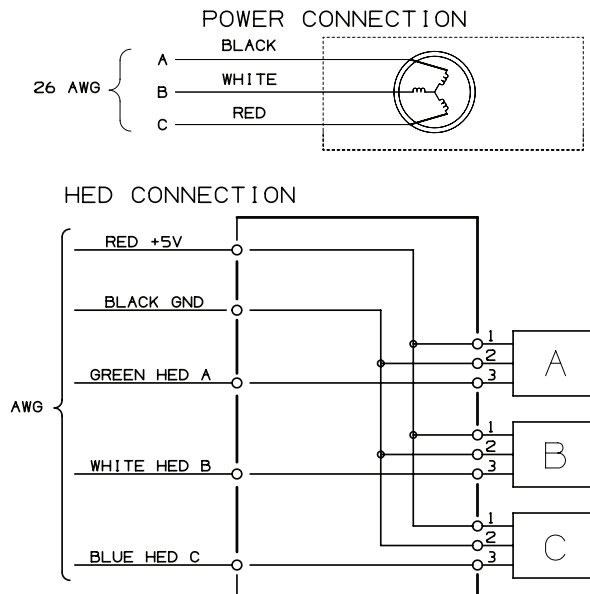 POWER CONNECTION
26 AWG
A BLACK
B WHITE
C RED
HED CONNECTION
AWG
RED +5V
BLACK GND
GREEN HED A
WHITE HED B
BLUE HED C
1
2
3
A
1
2
3
B
1
2
3
C